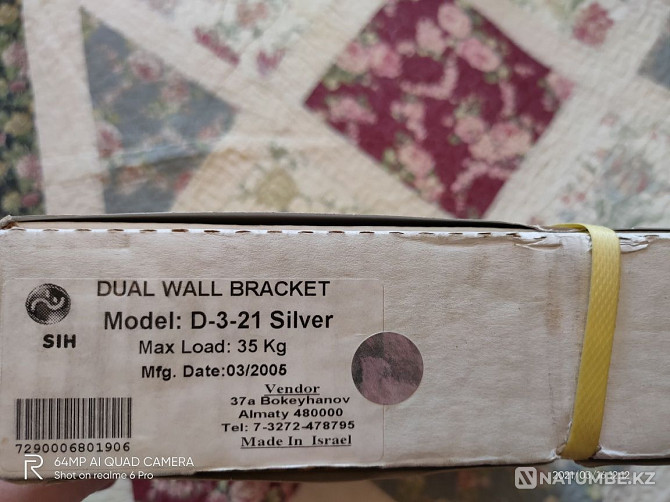 DUAL WALL BRACKET
Model: D-3-21 Silver
Max Load: 35 Kg
Mfg. Date:03/2005
SIH
Vendor
37a Bokeyhanov
Almaty 480000
Tel: 7-3272-478795
Made In Israel
7290006801906
R
64MP AI QUAD CAMERA
Shot on realme 6 Pro
NATUMBE.KZ